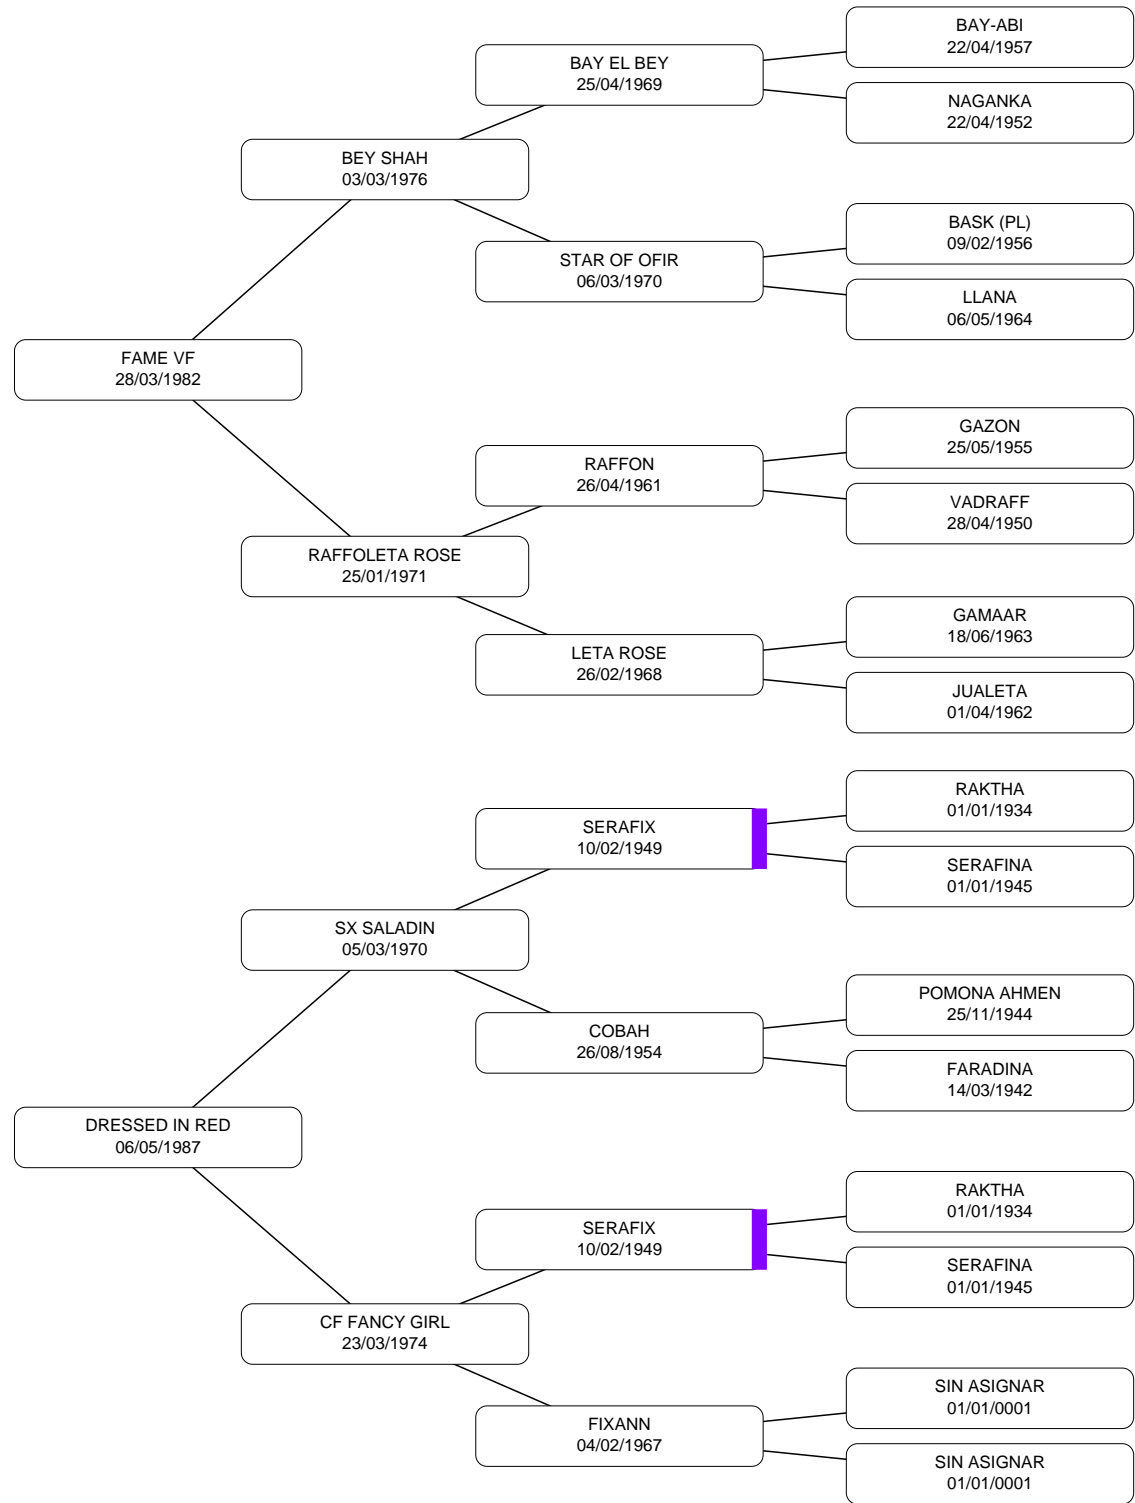 BAY-ABI
22/04/1957
BAY EL BEY
25/04/1969
NAGANKA
22/04/1952
BEY SHAH
03/03/1976
BASK (PL)
09/02/1956
STAR OF OFIR
06/03/1970
LLANA
06/05/1964
FAME VF
28/03/1982
GAZON
25/05/1955
RAFFON
26/04/1961
VADRAFF
28/04/1950
RAFFOLETA ROSE
25/01/1971
GAMAAR
18/06/1963
LETA ROSE
26/02/1968
JUALETA
01/04/1962
RAKTHA
01/01/1934
SERAFIX
10/02/1949
SERAFINA
01/01/1945
SX SALADIN
05/03/1970
POMONA AHMEN
25/11/1944
COBAH
26/08/1954
FARADINA
14/03/1942
DRESSED IN RED
06/05/1987
RAKTHA
01/01/1934
SERAFIX
10/02/1949
SERAFINA
01/01/1945
CF FANCY GIRL
23/03/1974
SIN ASIGNAR
01/01/0001
FIXANN
04/02/1967
SIN ASIGNAR
01/01/0001